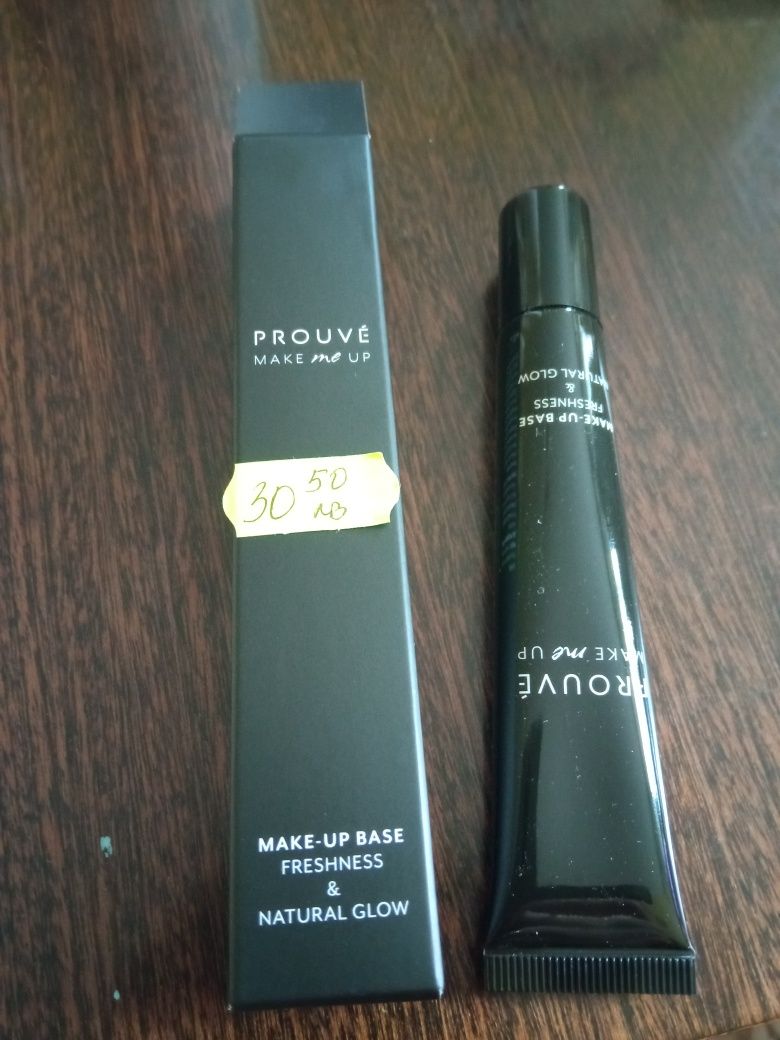 PROUVÉ
MAKE me UP
30 50
лв
MAKE-UP BASE
FRESHNESS
&
NATURAL GLOW
PROUVÉ
MAKE me UP
MAKE-UP BASE
FRESHNESS
&
NATURAL GLOW